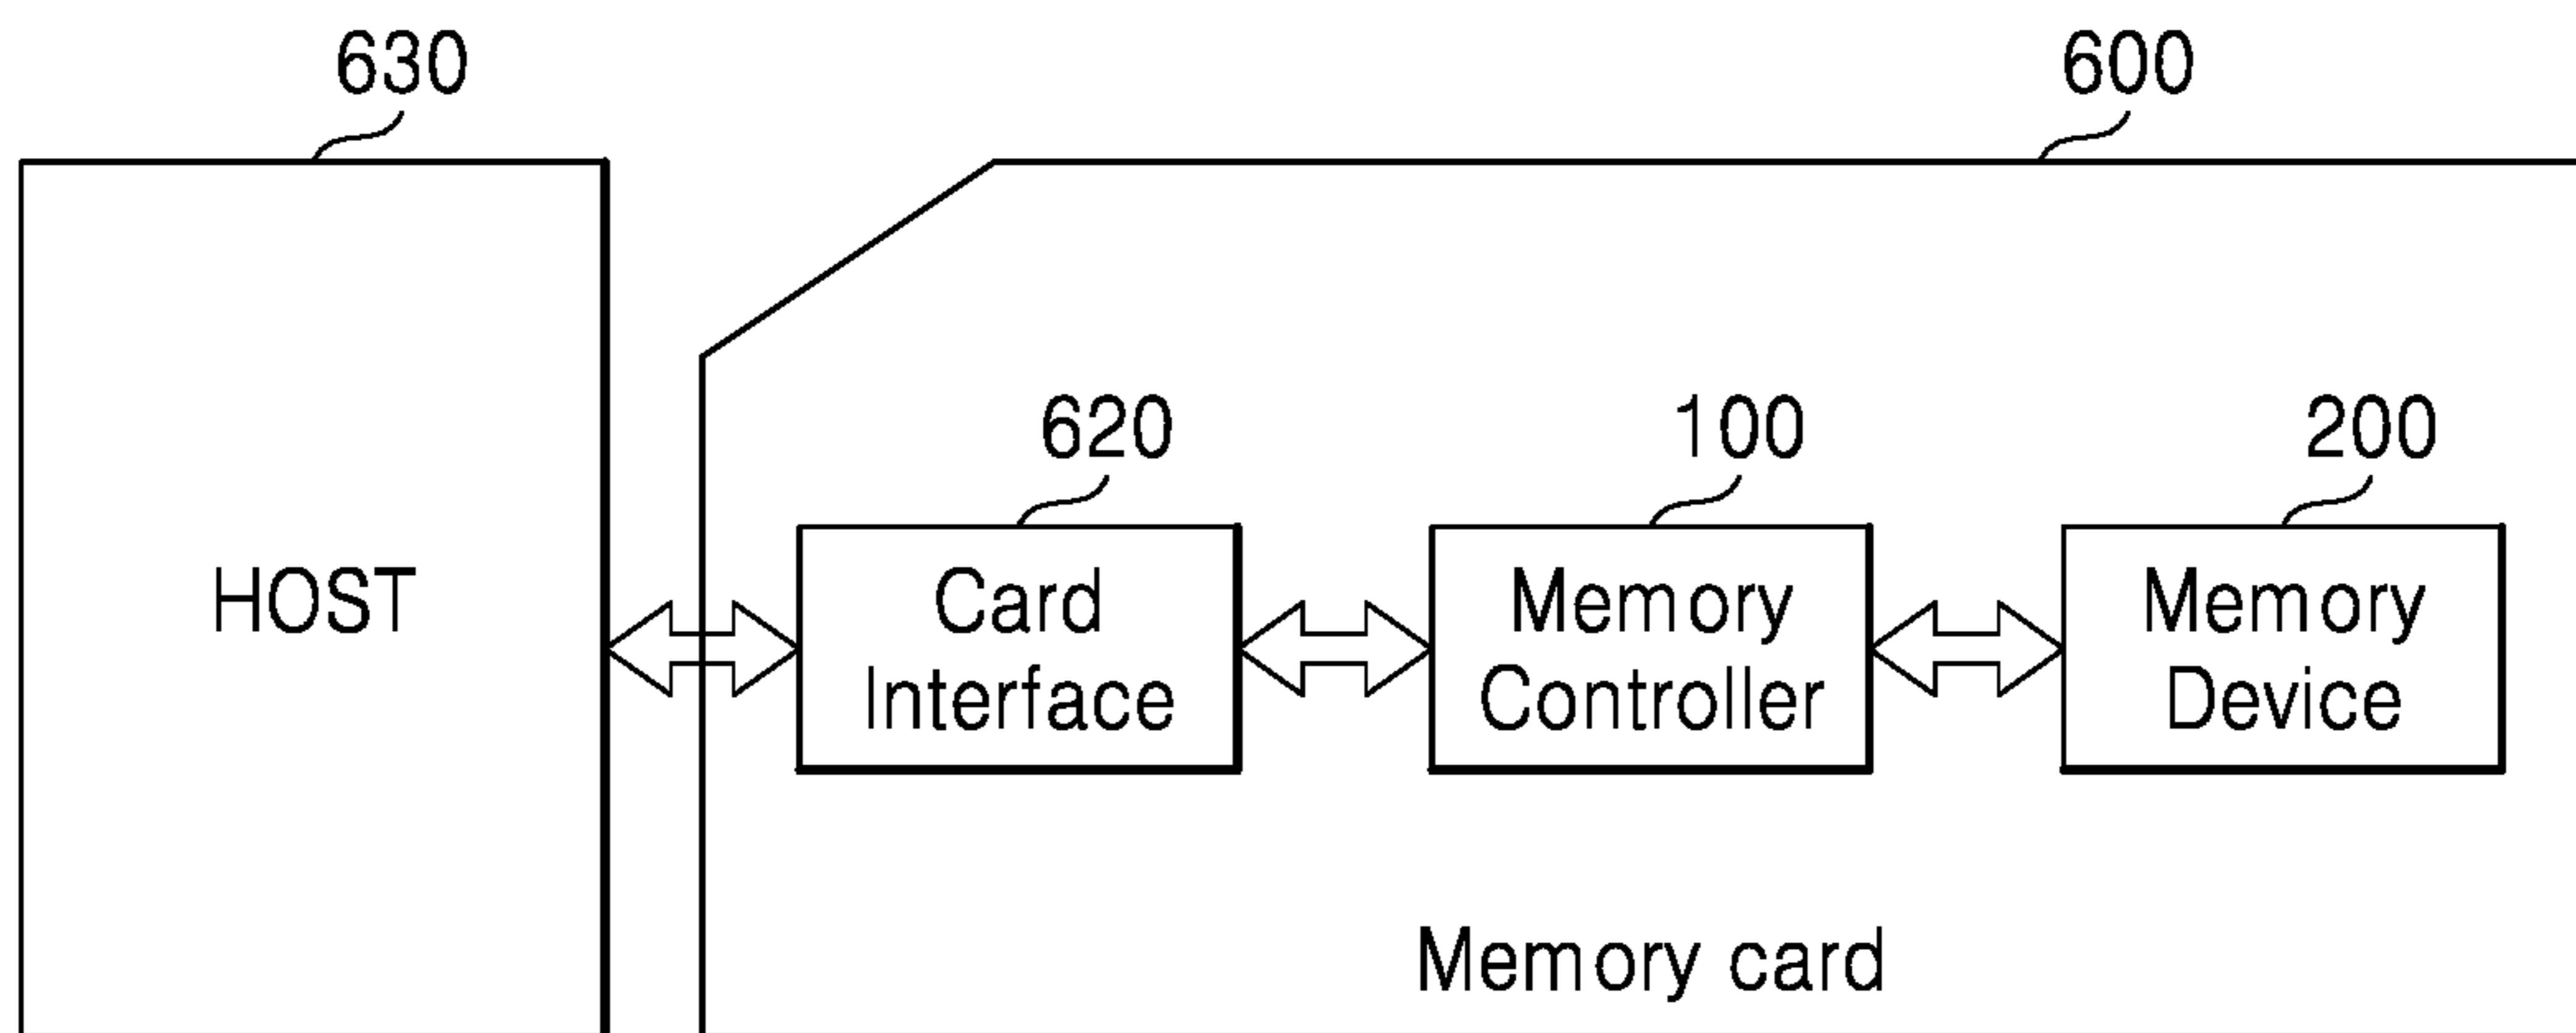 630
600
620
100
200
HOST
Card
Interface
Memory
Controller
Memory
Device
Memory card